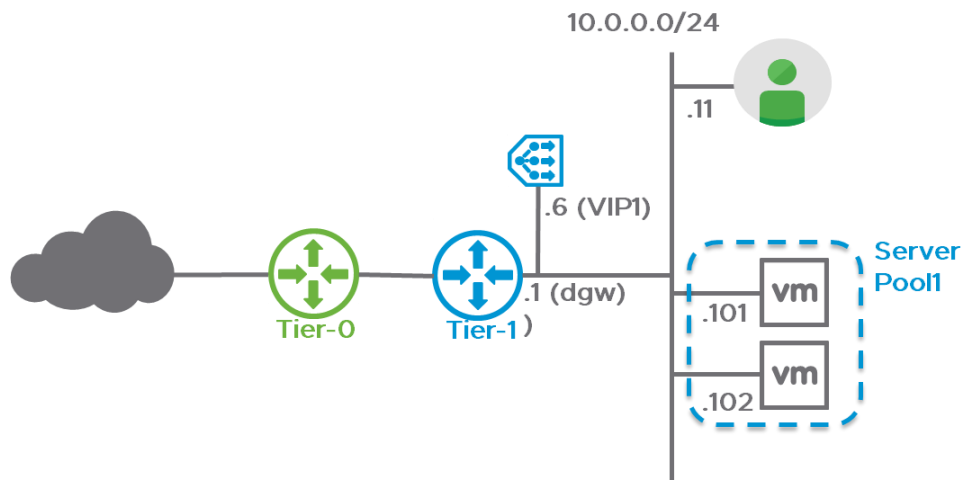 10.0.0.0/24
.11
.6 (VIP1)
Server
Pool1
.1 (dgw)
)
vm
.101
Tier-0
Tier-1
vm
.102